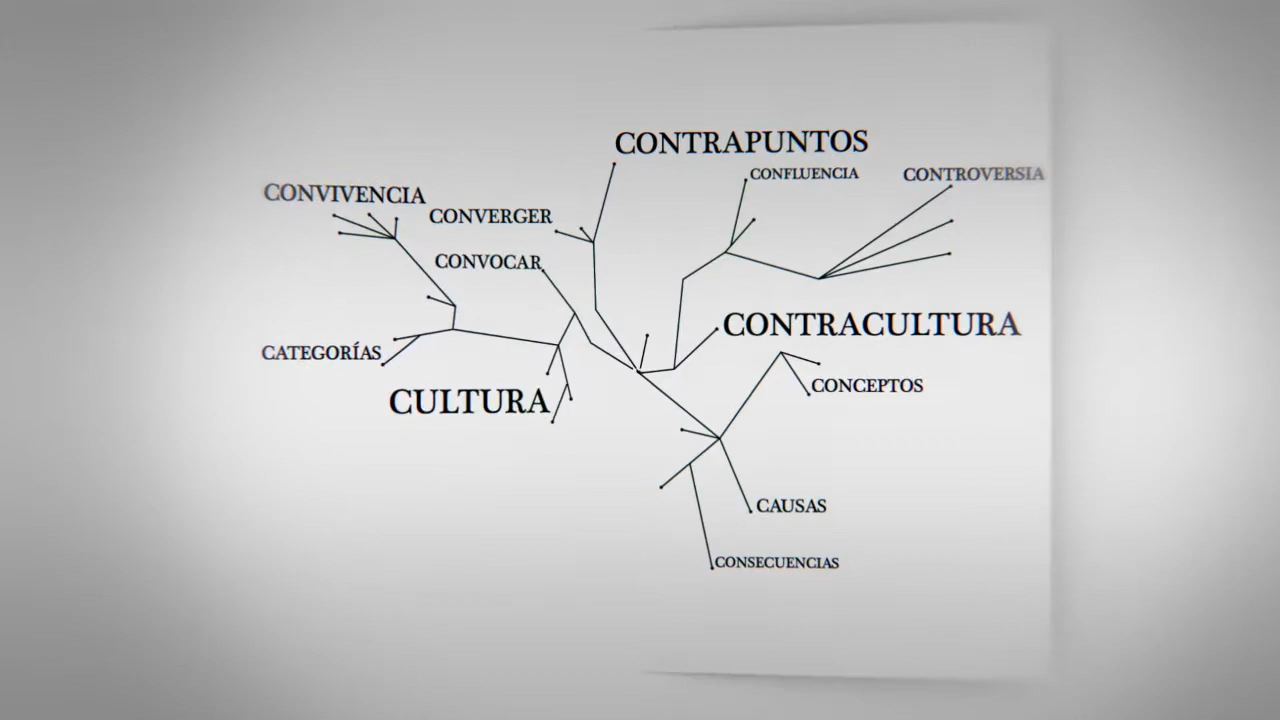 CONTRAPUNTOS
CONFLUENCIA
CONTROVERSIA
CONVIVENCIA
CONVERGER
CONVOCAR
CONTRACULTURA
CATEGORÍAS
CONCEPTOS
CULTURA
CAUSAS
CONSECUENCIAS